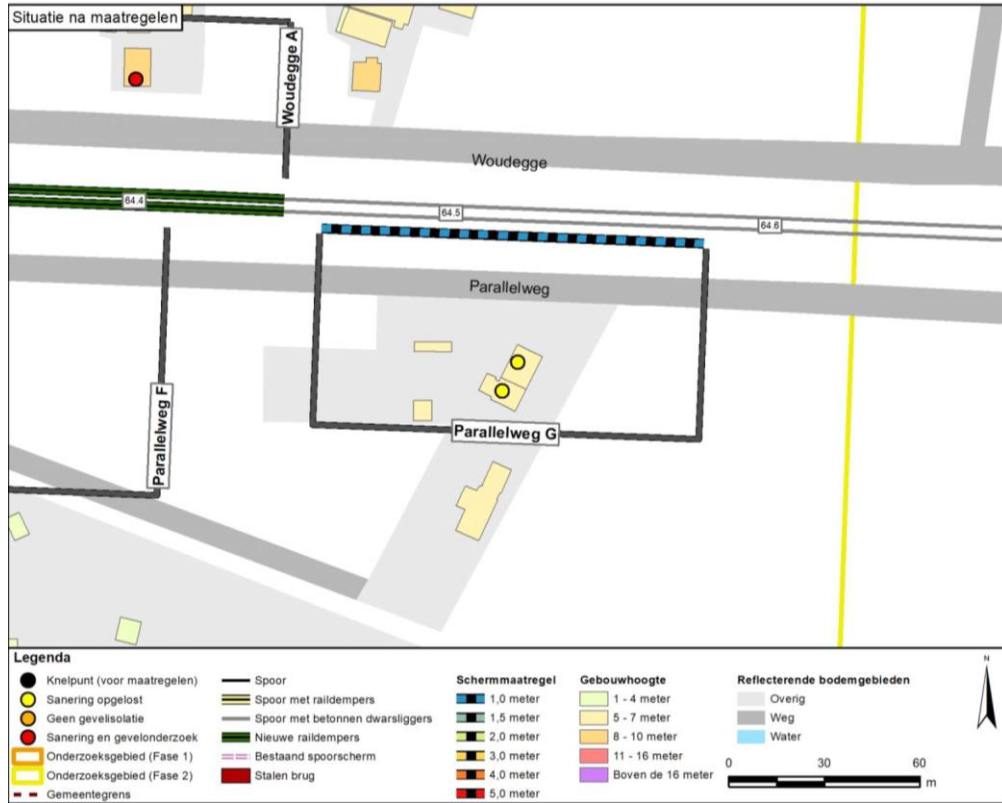 Situatie na maatregelen
Woudegge A
Woudegge
64.4
64.5
64.6
Parallelweg
Parallelweg F
Parallelweg G
Legenda
Knelpunt (voor maatregelen)
Sanering opgelost
Geen gevelisolatie
Sanering en gevelonderzoek
Onderzoeksgebied (Fase 1)
Onderzoeksgebied (Fase 2)
Gemeentegrens
Spoor
Spoor met raildempers
Spoor met betonnen dwarsliggers
Nieuwe raildempers
Bestaand spoorscherm
Stalen brug
Schermmaatregel
1,0 meter
1,5 meter
2,0 meter
3,0 meter
4,0 meter
5,0 meter
Gebouwhoogte
1 - 4 meter
5 - 7 meter
8 - 10 meter
11 - 16 meter
Boven de 16 meter
Reflecterende bodemgebieden
Overig
Weg
Water
N
0 30 60
m